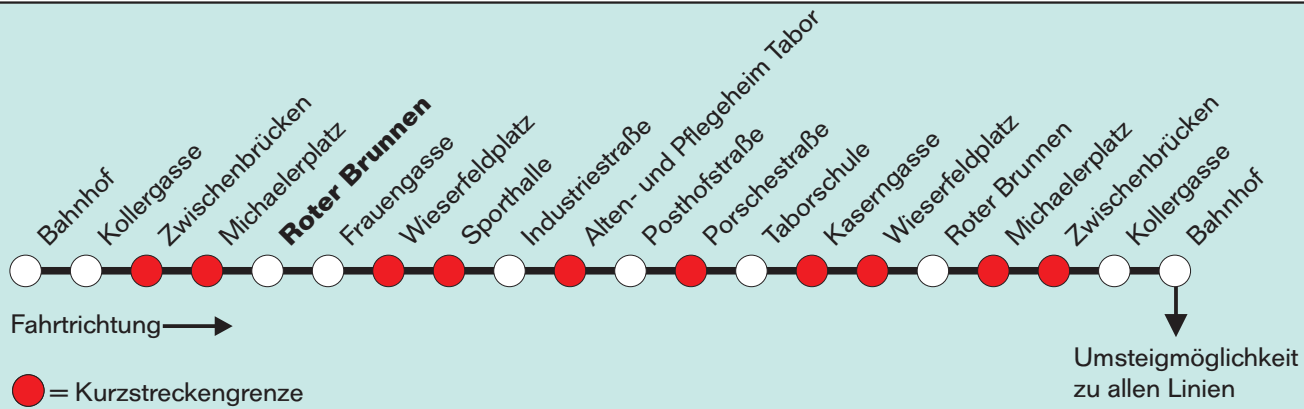 Bahnhof
Kollergasse
Zwischenbrücken
Michaelerplatz
Roter Brunnen
Frauengasse
Wieserfeldplatz
Sporthalle
Industriestraße
Alten- und Pflegeheim Tabor
Posthofstraße
Porschestraße
Taborschule
Kaserngasse
Wieserfeldplatz
Roter Brunnen
Michaelerplatz
Zwischenbrücken
Kollergasse
Bahnhof
Fahrtrichtung
Umsteigmöglichkeit
zu allen Linien
= Kurzstreckengrenze